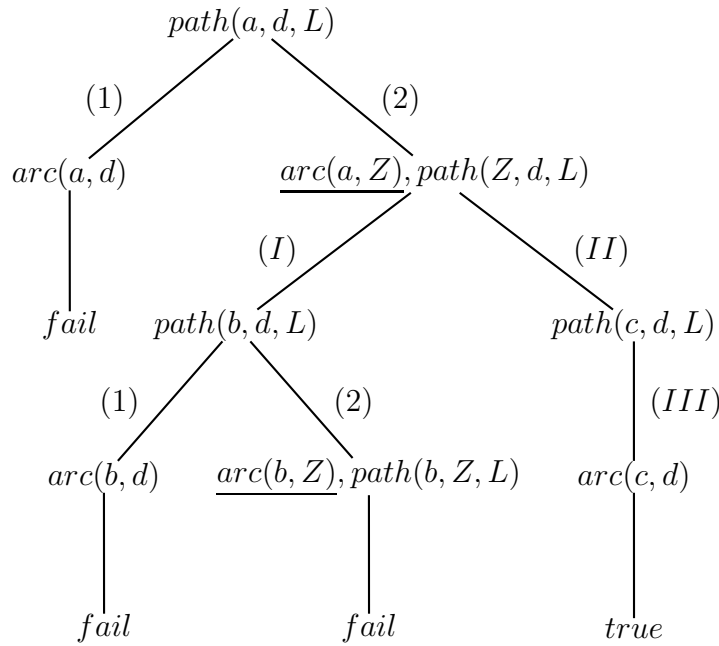 path(a, d, L)
(1) (2)
arc(a, d) arc(a, Z), path(Z, d, L)
(I) (II)
fail path(b, d, L) path(c, d, L)
(1) (2) (III)
arc(b, d) arc(b, Z), path(b, Z, L) arc(c, d)
fail fail true